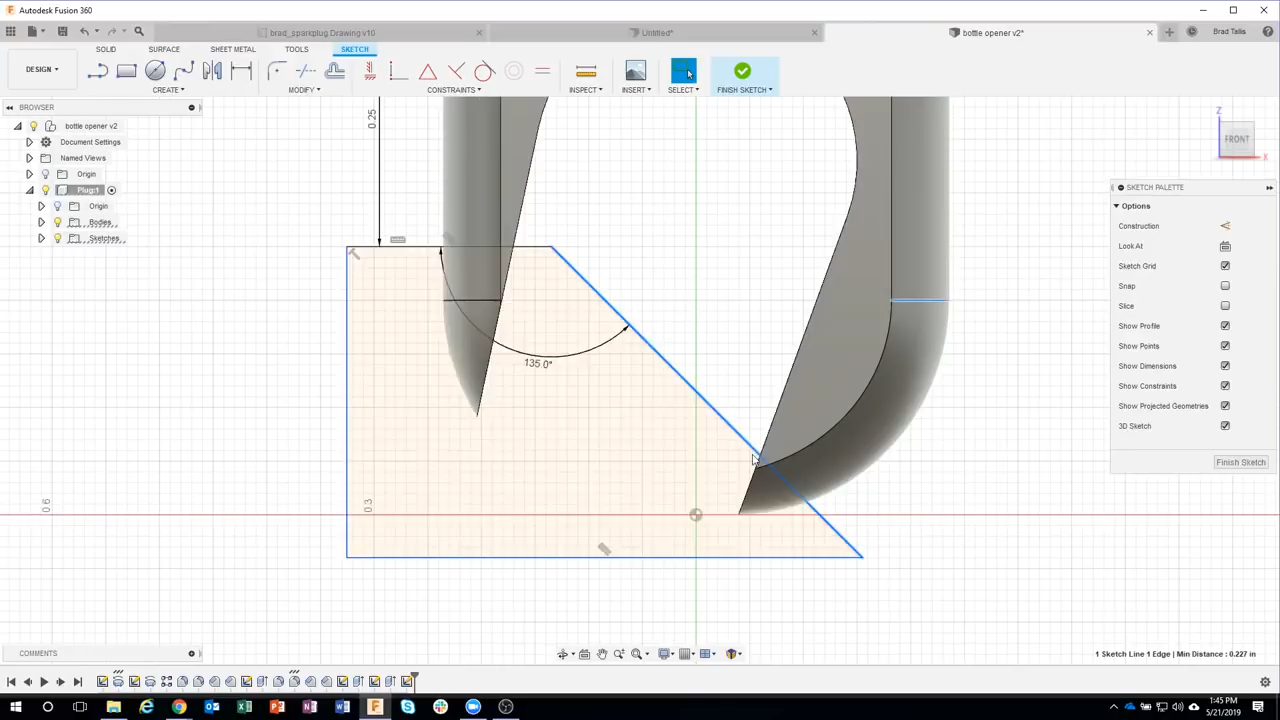 Autodesk Fusion 360
brad_sparkplug Drawing v10
Untitled*
bottle opener v2*
Brad Tallis
DESIGN
SOLID
SURFACE
SHEET METAL
TOOLS
SKETCH
CREATE
MODIFY
CONSTRAINTS
INSPECT
INSERT
SELECT
FINISH SKETCH
BROWSER
bottle opener v2
Document Settings
Named Views
Origin
Plug:1
Origin
Bodies
Sketches
0.25
135.0°
0.6
0.3
Z
FRONT
X
SKETCH PALETTE
Options
Construction
Look At
Sketch Grid
Snap
Slice
Show Profile
Show Points
Show Dimensions
Show Constraints
Show Projected Geometries
3D Sketch
Finish Sketch
COMMENTS
1 Sketch Line 1 Edge | Min Distance : 0.227 in
1:45 PM
5/21/2019